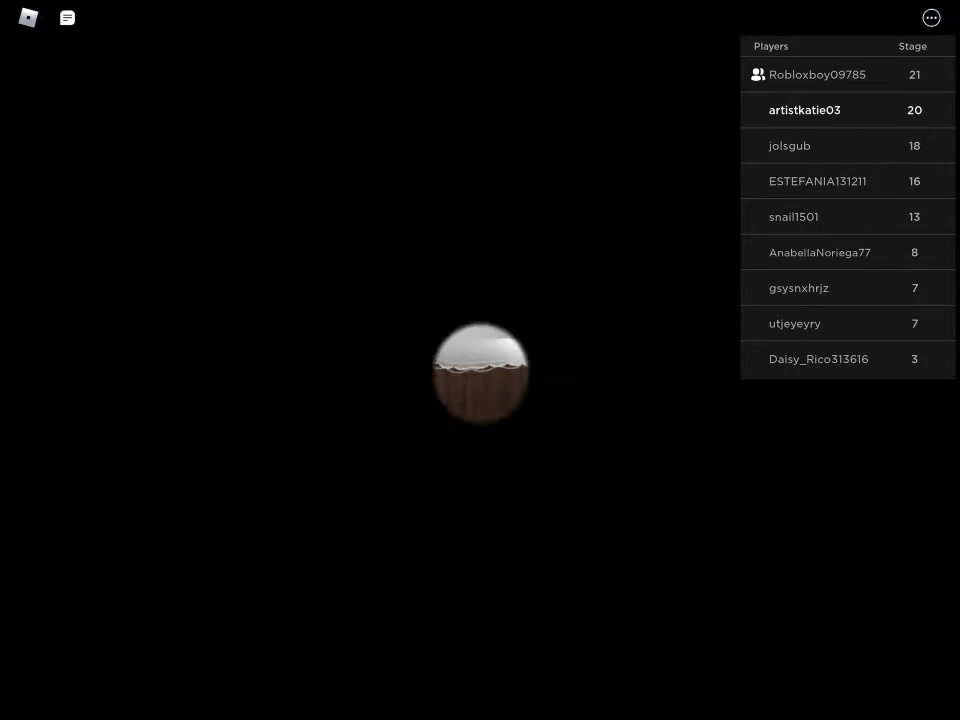 Players Stage
Robloxboy09785 21
artistkatie03 20
jolsgub 18
ESTEFANIA131211 16
snail1501 13
AnabellaNoriega77 8
gsysnxhrjz 7
utjeyeyry 7
Daisy_Rico313616 3